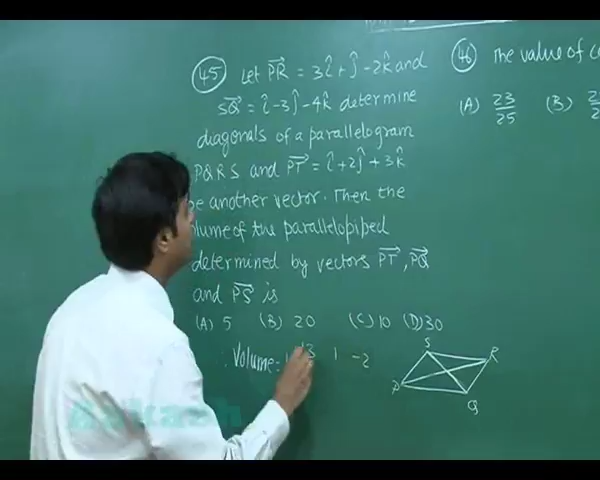 (45) Let PR⃗ = 3î + ĵ - 2k̂ and
SQ⃗ = î - 3ĵ - 4k̂ determine
diagonals of a parallelogram
PQRS and PT⃗ = î + 2ĵ + 3k̂
be another vector. Then the
volume of the parallelopiped
determined by vectors PT⃗, PQ⃗
and PS⃗ is
(A) 5 (B) 20 (C) 10 (D) 30
∴ Volume = 3 1 -2
S
R
P
Q
(46) The value of
(A) 23/25 (B)
Aakash